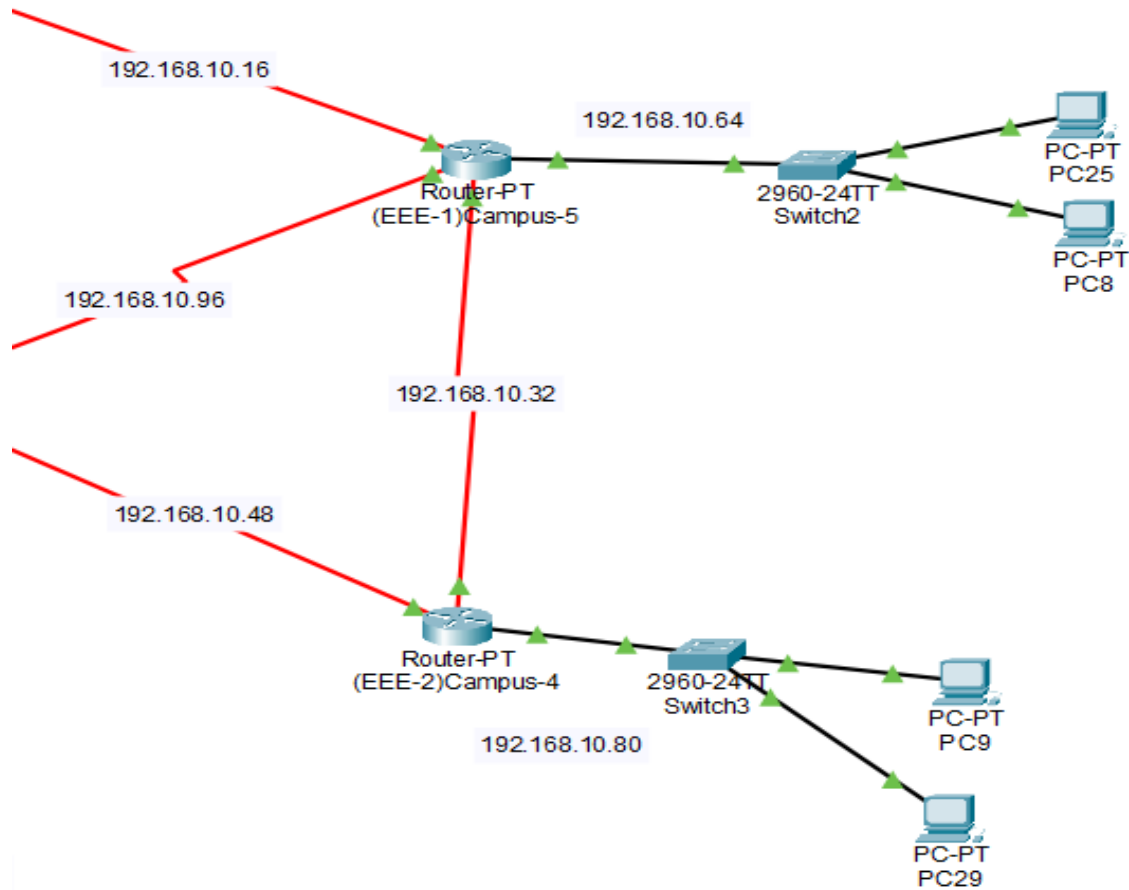 192.168.10.16
192.168.10.64
PC-PT
PC25
Router-PT
(EEE-1)Campus-5
2960-24TT
Switch2
PC-PT
PC8
192.168.10.96
192.168.10.32
192.168.10.48
Router-PT
(EEE-2)Campus-4
2960-24TT
Switch3
PC-PT
PC9
192.168.10.80
PC-PT
PC29